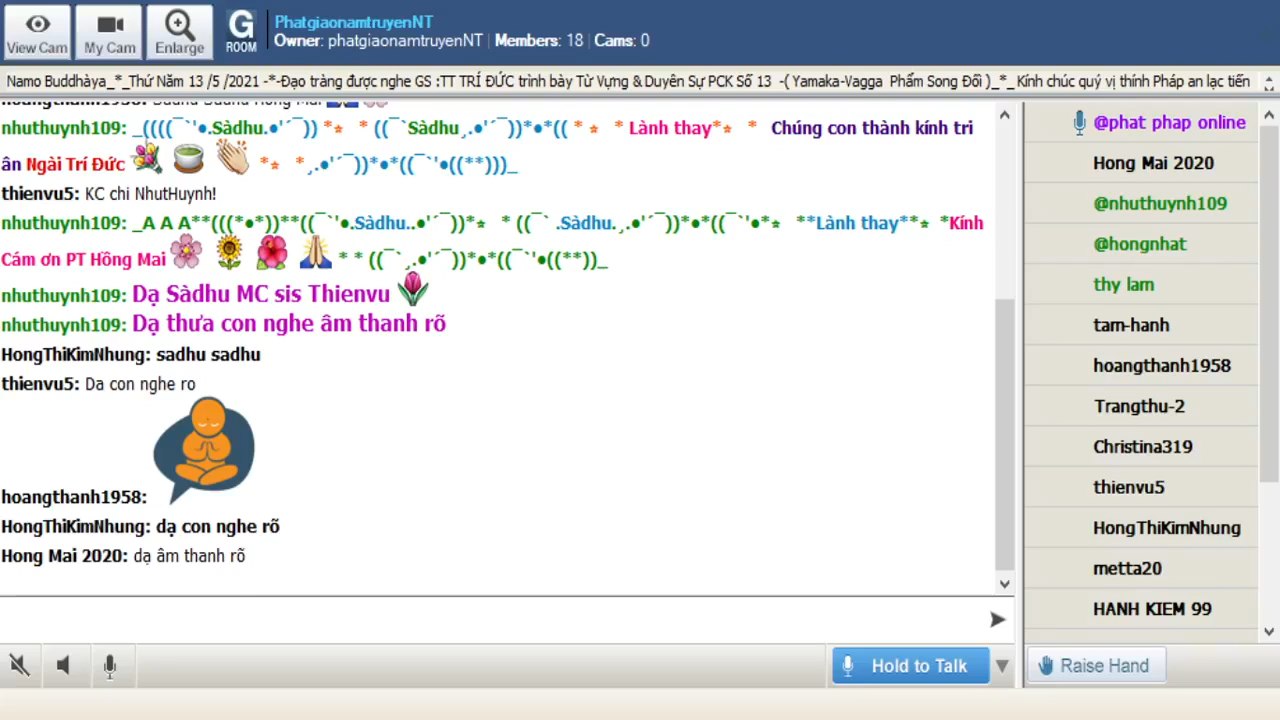 View Cam
My Cam
Enlarge
G
ROOM
PhatgiaonamtruyenNT
Owner: phatgiaonamtruyenNT | Members: 18 | Cams: 0
Namo Buddhàya_*_Thứ Năm 13 /5 /2021 -*-Đạo tràng được nghe GS :TT TRÍ ĐỨC trình bày Từ Vựng & Duyên Sự PCK Số 13 -( Yamaka-Vagga Phẩm Song Đối )_*_ Kính chúc quý vị thính Pháp an lạc tiến
nhuthuynh109: _((((¯`'•.Sàdhu.•'´¯)) *⭒ * ((¯`Sàdhu¸.•'´¯))*•*(( * ⭒ * Lành thay*⭒ * Chúng con thành kính tri
ân Ngài Trí Đức *⭒ *¸.•'´¯))*•*((¯`'•((**)))_
thienvu5: KC chi NhutHuynh!
nhuthuynh109: _A A A**(((*•*))**((¯`'•.Sàdhu..•'´¯))*⭒ * ((¯` .Sàdhu.¸.•'´¯))*•*((¯`'•*⭒ **Lành thay**⭒ *Kính
Cám ơn PT Hồng Mai * * ((¯`¸.•'´¯))*•*((¯`'•((**))_
nhuthuynh109: Dạ Sàdhu MC sis Thienvu
nhuthuynh109: Dạ thưa con nghe âm thanh rõ
HongThiKimNhung: sadhu sadhu
thienvu5: Da con nghe ro
hoangthanh1958:
HongThiKimNhung: dạ con nghe rõ
Hong Mai 2020: dạ âm thanh rõ
Hold to Talk
@phat phap online
Hong Mai 2020
@nhuthuynh109
@hongnhat
thy lam
tam-hanh
hoangthanh1958
Trangthu-2
Christina319
thienvu5
HongThiKimNhung
metta20
HANH KIEM 99
Raise Hand